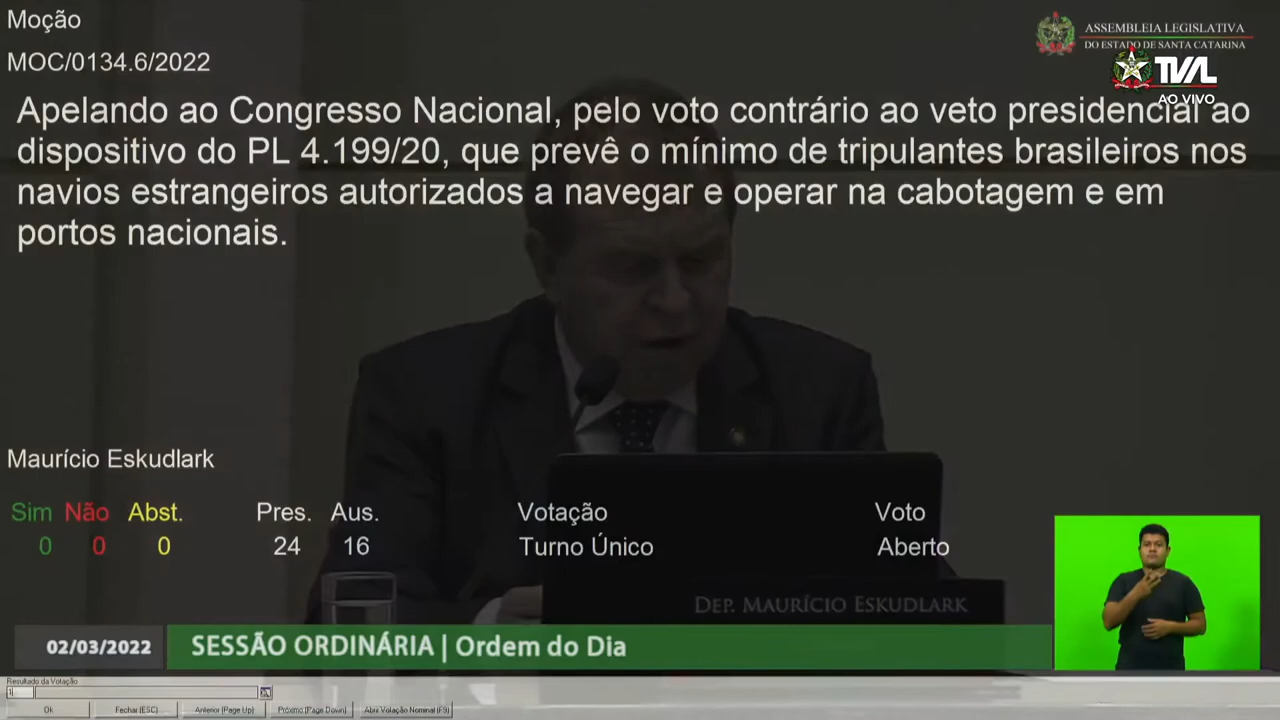 Moção
MOC/0134.6/2022
ASSEMBLEIA LEGISLATIVA
DO ESTADO DE SANTA CATARINA
TVAL
AO VIVO
Apelando ao Congresso Nacional, pelo voto contrário ao veto presidencial ao
dispositivo do PL 4.199/20, que prevê o mínimo de tripulantes brasileiros nos
navios estrangeiros autorizados a navegar e operar na cabotagem e em
portos nacionais.
Maurício Eskudlark
Sim Não Abst. Pres. Aus. Votação Voto
0 0 0 24 16 Turno Único Aberto
DEP. MAURÍCIO ESKUDLARK
02/03/2022 SESSÃO ORDINÁRIA | Ordem do Dia
Resultado da Votação
Ok Fechar (ESC) Anterior (Page Up) Próximo (Page Down) Abrir Votação Nominal (F9)